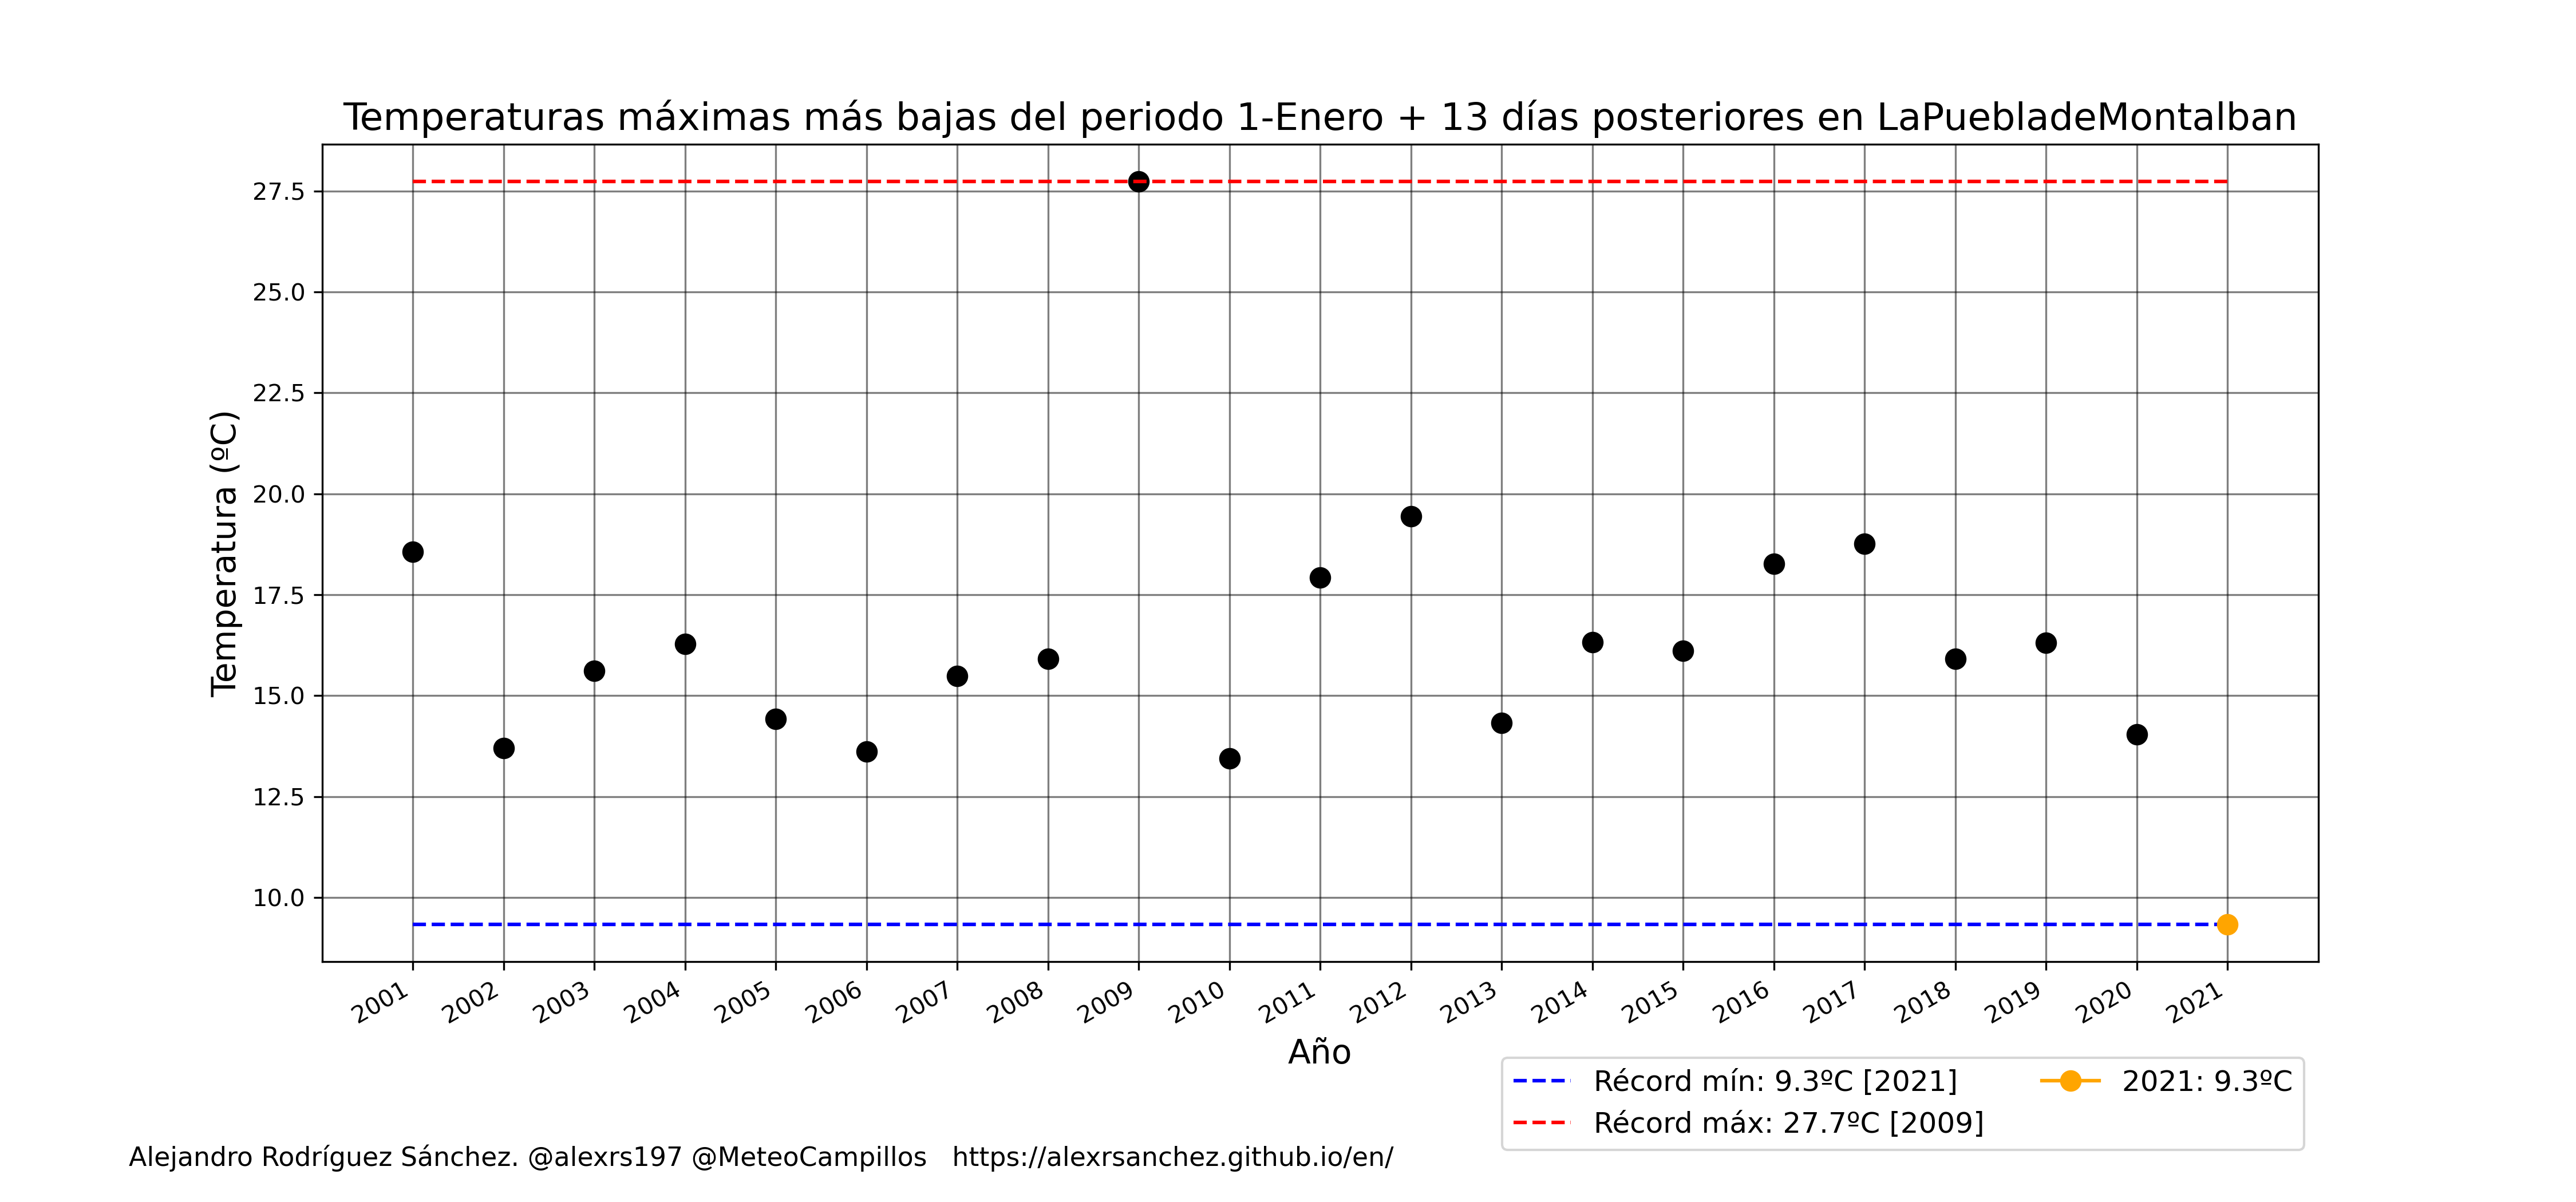 Temperaturas máximas más bajas del periodo 1-Enero + 13 días posteriores en LaPuebladeMontalban
Temperatura (ºC)
27.5
25.0
22.5
20.0
17.5
15.0
12.5
10.0
2001 2002 2003 2004 2005 2006 2007 2008 2009 2010 2011 2012 2013 2014 2015 2016 2017 2018 2019 2020 2021
Año
Récord mín: 9.3ºC [2021]
Récord máx: 27.7ºC [2009]
2021: 9.3ºC
Alejandro Rodríguez Sánchez. @alexrs197 @MeteoCampillos https://alexrsanchez.github.io/en/